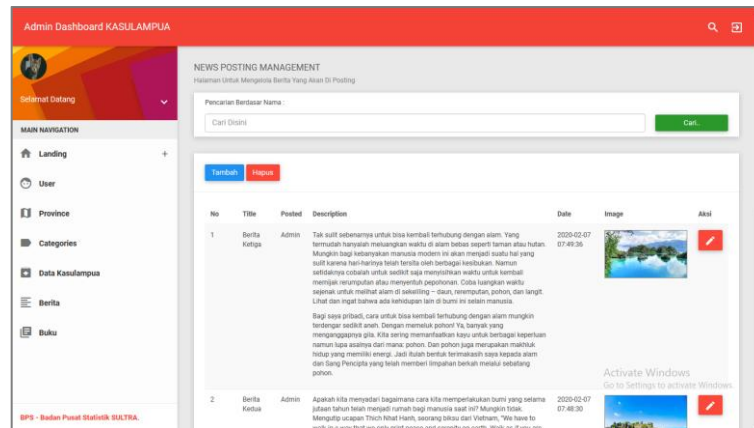 Admin Dashboard KASULAMPUA
Selamat Datang
MAIN NAVIGATION
Landing
User
Province
Categories
Data Kasulampua
Berita
Buku
BPS - Badan Pusat Statistik SULTRA.
NEWS POSTING MANAGEMENT
Halaman Untuk Mengelola Berita Yang Akan Di Posting
Pencarian Berdasar Nama :
Cari Disini
Cari..
Tambah Hapus
No Title Posted Description Date Image Aksi
1 Berita Ketiga Admin 2020-02-07 07:49:36
Tak sulit sebenarnya untuk bisa kembali terhubung dengan alam. Yang
termudah hanyalah meluangkan waktu di alam bebas seperti taman atau hutan.
Mungkin bagi kebanyakan manusia modern ini akan menjadi suatu hal yang
sulit karena hari-harinya telah tersita oleh berbagai kesibukan. Namun
setidaknya cobalah untuk sedikit saja menyisihkan waktu untuk kembali
memijak rerumputan atau menyentuh pepohonan. Coba luangkan waktu
sejenak untuk melihat alam di sekeliling – daun, rerumputan, pohon, dan langit.
Lihat dan ingat bahwa ada kehidupan lain di bumi ini selain manusia.
Bagi saya pribadi, cara untuk bisa kembali terhubung dengan alam mungkin
terdengar sedikit aneh. Dengan memeluk pohon! Ya, banyak yang
menganggapnya gila. Kita sering memanfaatkan kayu untuk berbagai keperluan
namun lupa asalnya dari mana: pohon. Dan pohon juga merupakan makhluk
hidup yang memiliki energi. Jadi itulah bentuk terimakasih saya kepada alam
dan Sang Pencipta yang telah memberi limpahan berkah melalui sebatang
pohon.
Activate Windows
Go to Settings to activate Windows.
2 Berita Kedua Admin 2020-02-07 07:48:30
Apakah kita menyadari bagaimana cara kita memperlakukan bumi yang selama
jutaan tahun telah menjadi rumah bagi manusia saat ini? Mungkin tidak.
Mengutip ucapan Thich Nhat Hanh, seorang biksu dari Vietnam, "We have to